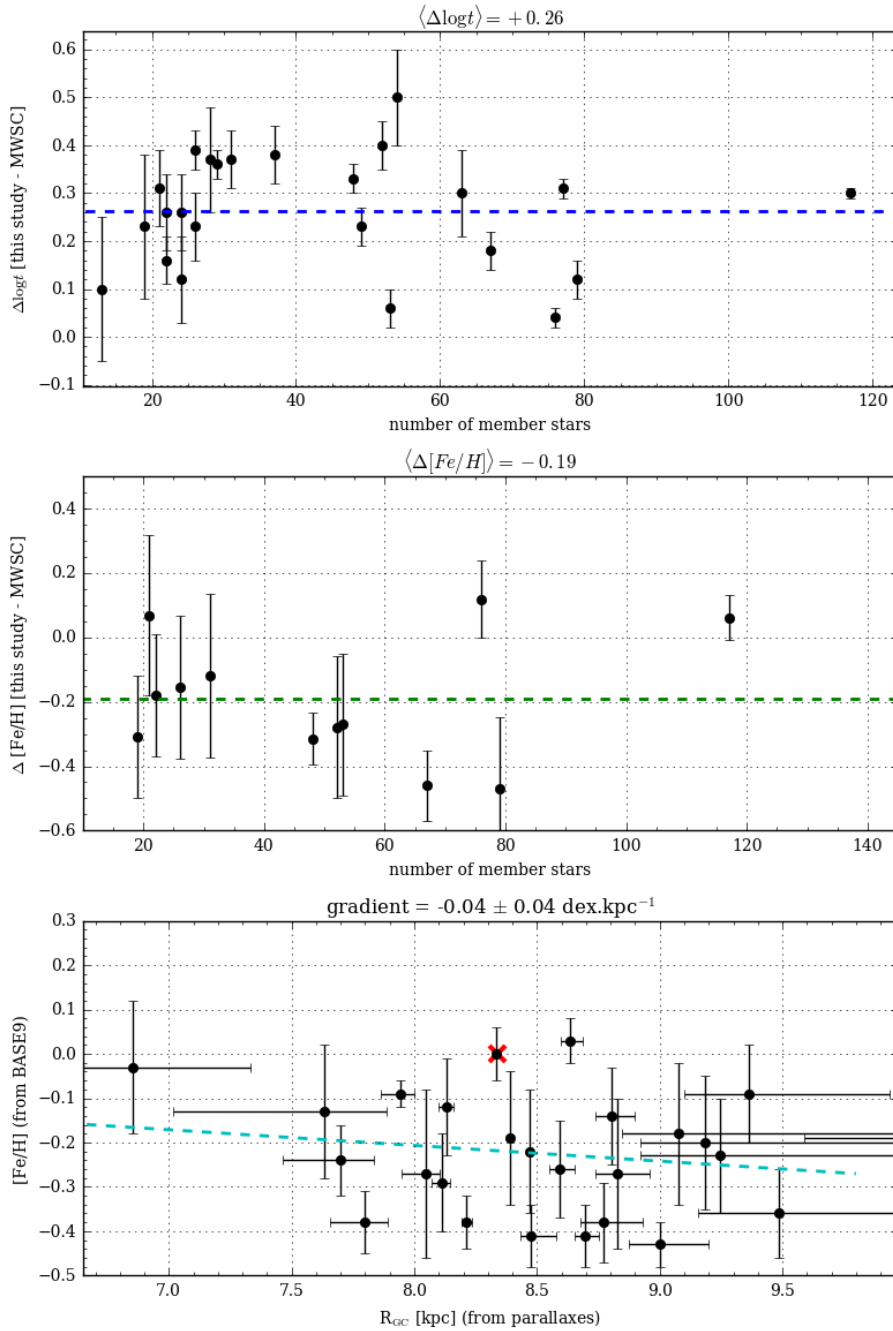 ⟨Δlogt⟩ = +0.26
0.6
0.5
0.4
0.3
0.2
0.1
0.0
−0.1
Δlogt [this study - MWSC]
20 40 60 80 100 120
number of member stars
⟨Δ[Fe/H]⟩ = −0.19
0.4
0.2
0.0
−0.2
−0.4
−0.6
Δ [Fe/H] [this study - MWSC]
20 40 60 80 100 120 140
number of member stars
gradient = -0.04 ± 0.04 dex.kpc⁻¹
0.3
0.2
0.1
0.0
−0.1
−0.2
−0.3
−0.4
−0.5
[Fe/H] (from BASE9)
7.0 7.5 8.0 8.5 9.0 9.5
R_GC [kpc] (from parallaxes)